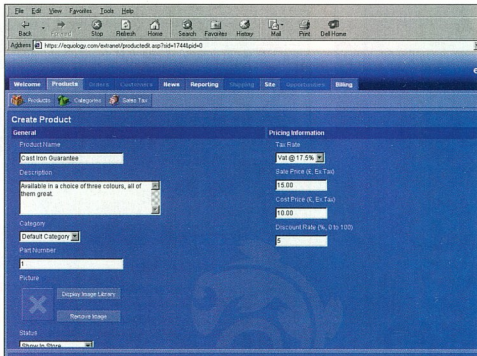 File Edit View Favorites Tools Help
Back Forward Stop Refresh Home Search Favorites History Mail Print Dell Home
Address https://equology.com/extranet/productedit.asp?sid=1744&pid=0
Welcome Products Orders Customers News Reporting Shipping Site Newsletters Billing
Products Categories Sales Tax
Create Product
General
Pricing Information
Product Name
Tax Rate
Cast Iron Guarantee
Vat @ 17.5%
Description
Sale Price (£, Ex Tax)
Available in a choice of three colours, all of
them great.
15.00
Cost Price (£, Ex Tax)
10.00
Category
Discount Rate (%, 0 to 100)
Default Category
5
Part Number
1
Picture
Display Image Library
Remove Image
Status
Show In Store